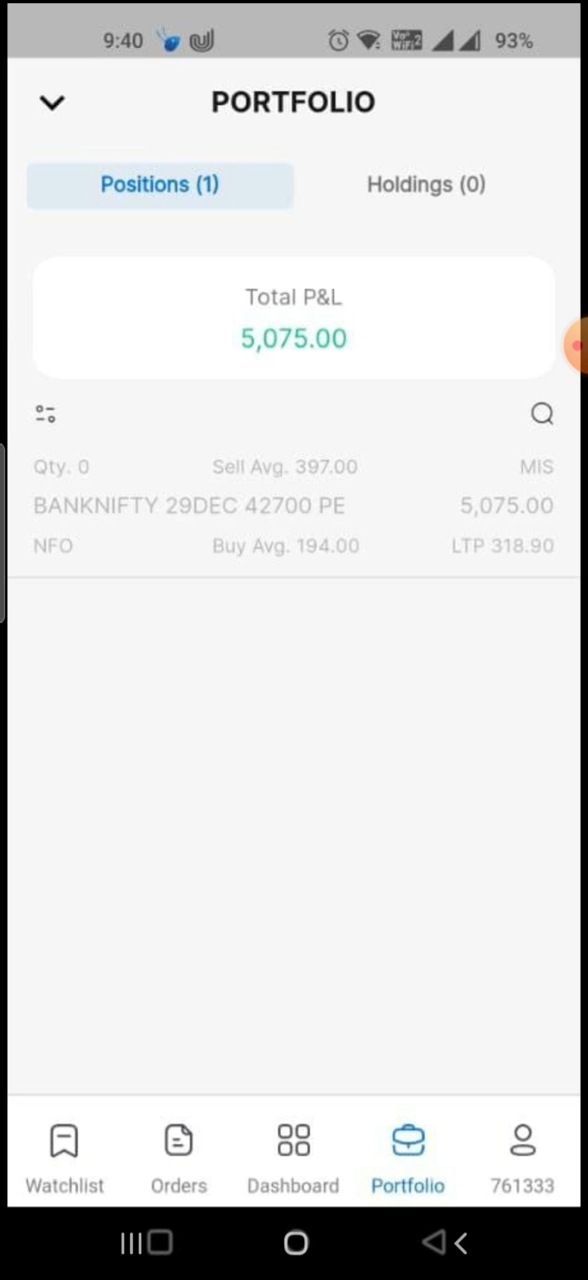 9:40 93%
PORTFOLIO
Positions (1) Holdings (0)
Total P&L
5,075.00
Qty. 0 Sell Avg. 397.00 MIS
BANKNIFTY 29DEC 42700 PE 5,075.00
NFO Buy Avg. 194.00 LTP 318.90
Watchlist Orders Dashboard Portfolio 761333